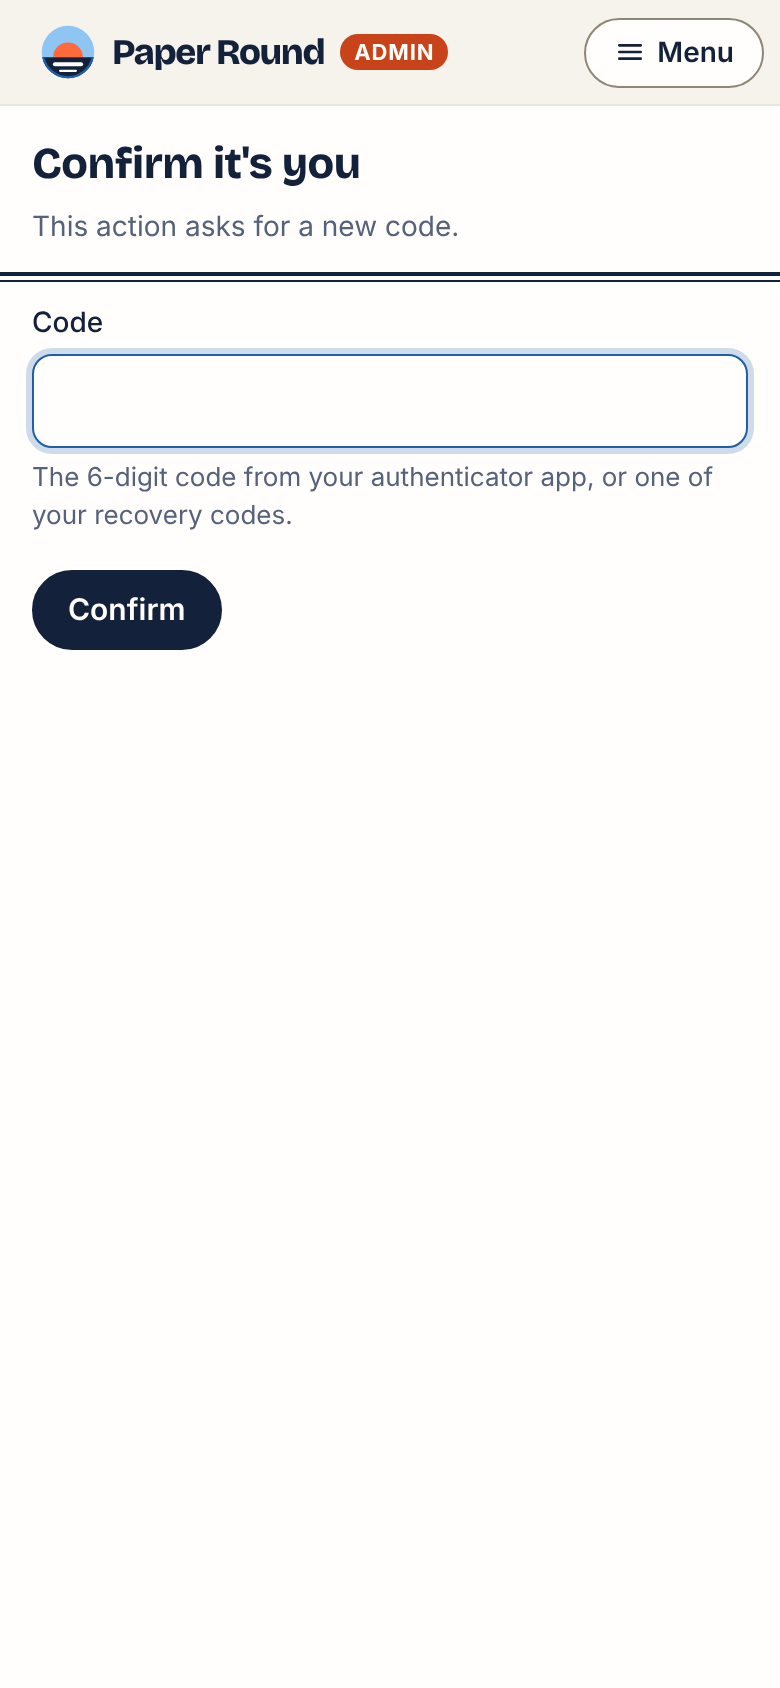 Paper Round ADMIN
Menu
Confirm it's you
This action asks for a new code.
Code
The 6-digit code from your authenticator app, or one of
your recovery codes.
Confirm